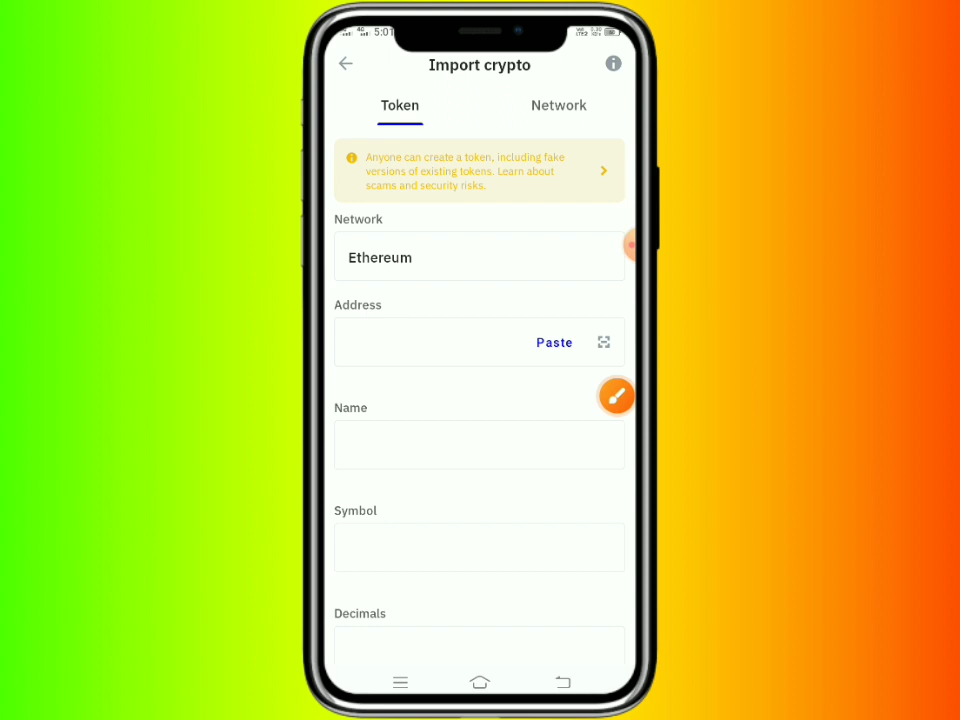 5:01
Import crypto
Token Network
Anyone can create a token, including fake
versions of existing tokens. Learn about
scams and security risks.
Network
Ethereum
Address
Paste
Name
Symbol
Decimals